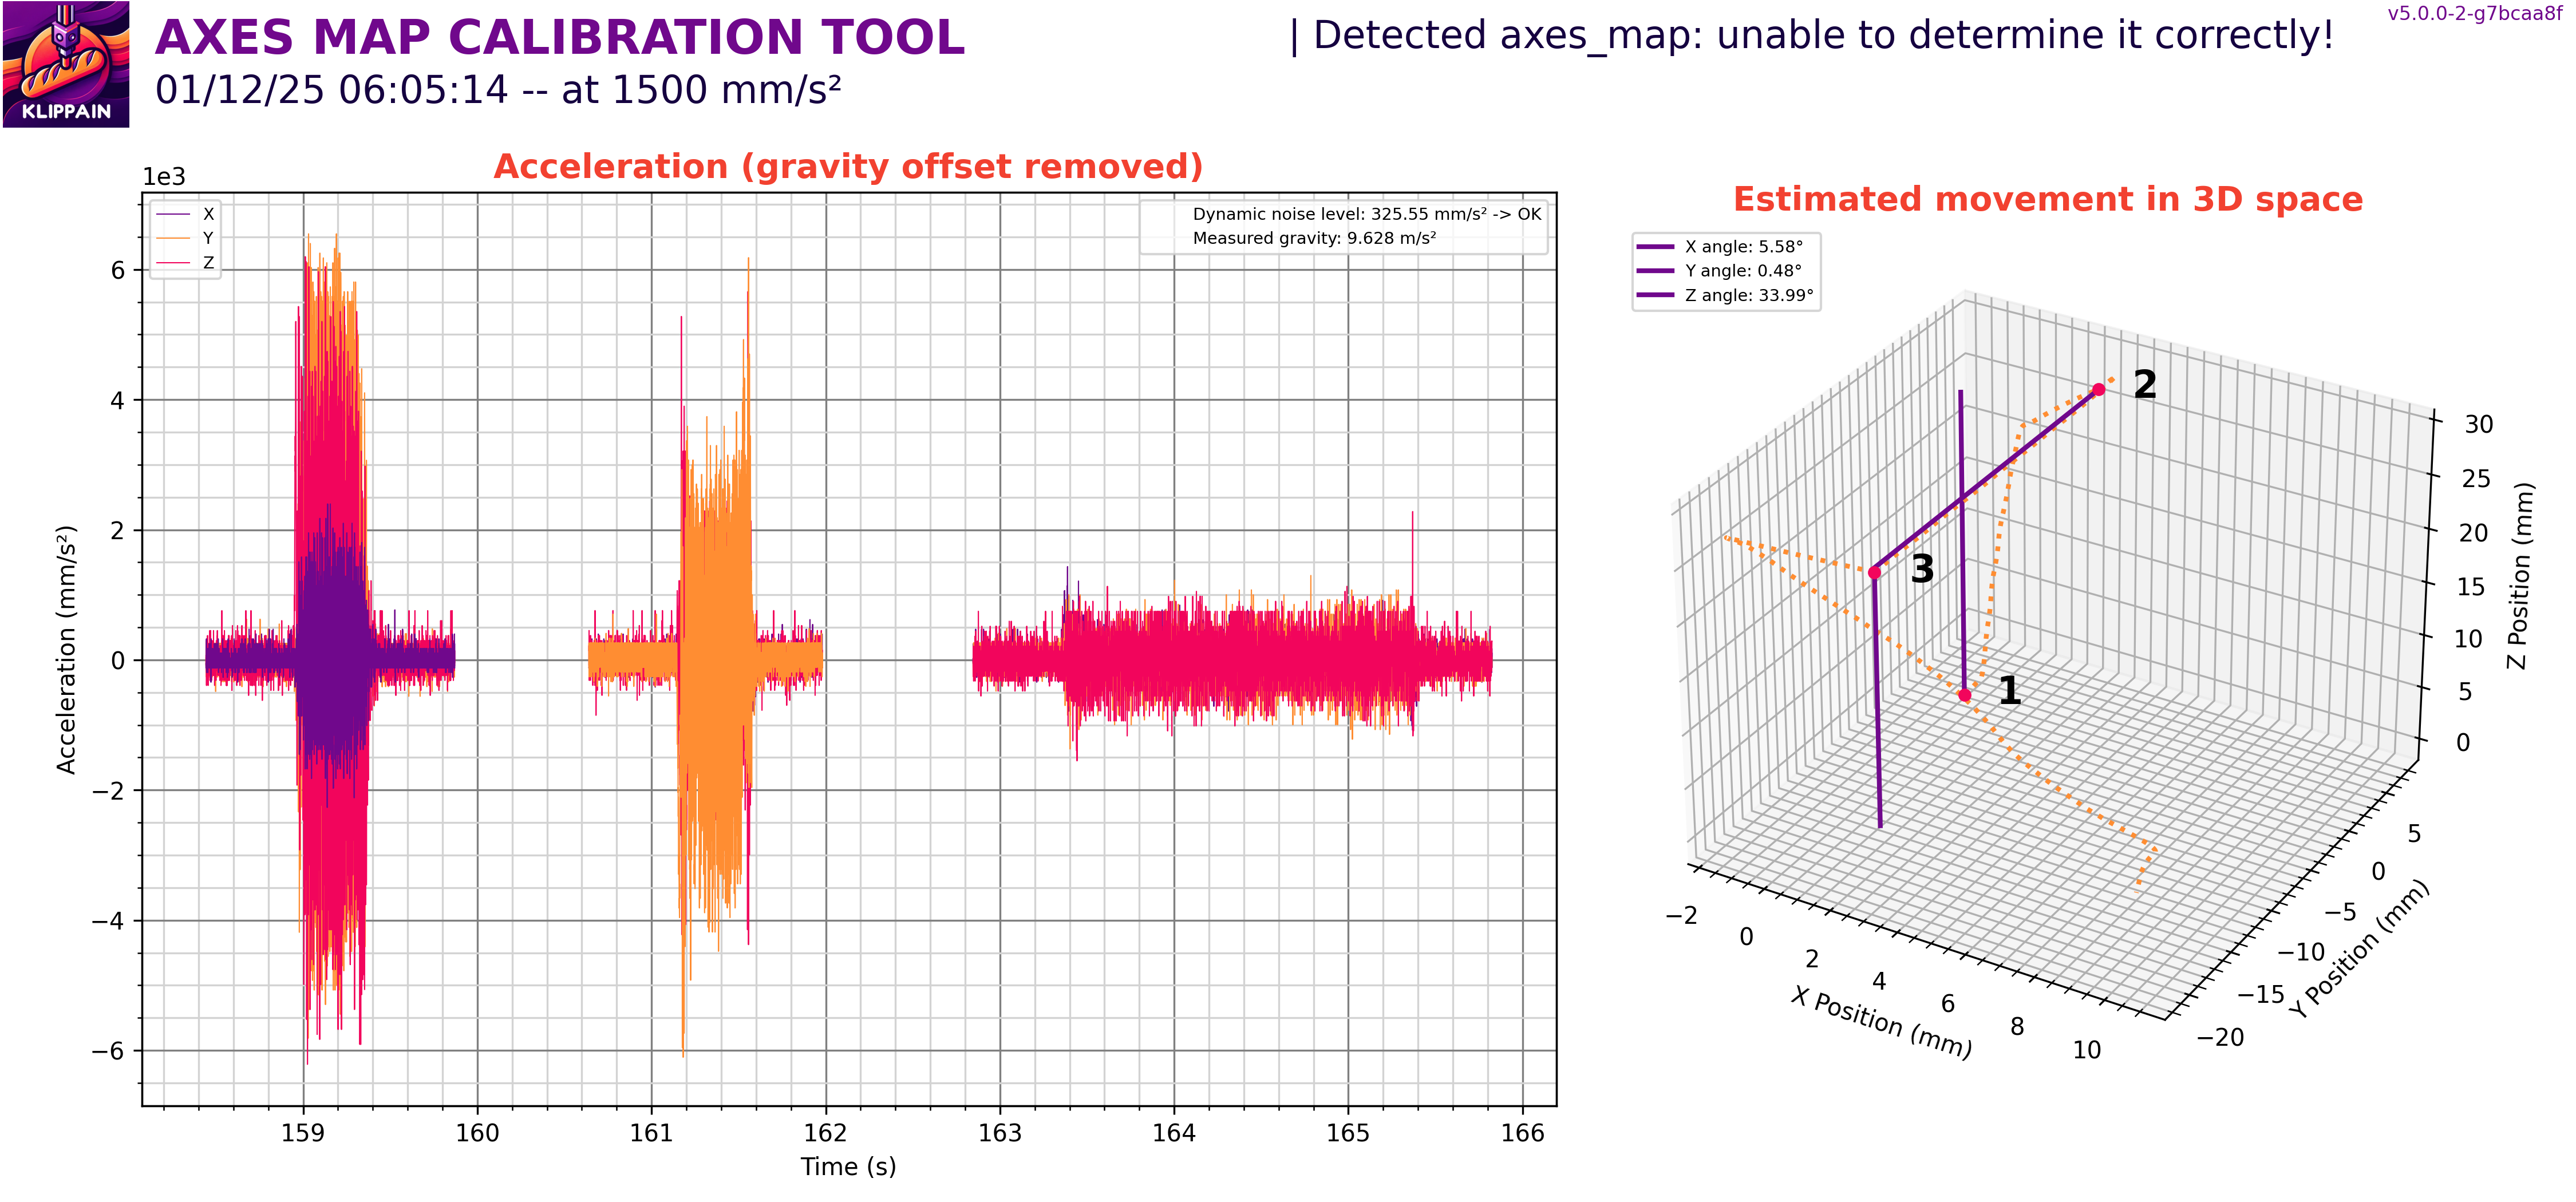 AXES MAP CALIBRATION TOOL
01/12/25 06:05:14 -- at 1500 mm/s²
| Detected axes_map: unable to determine it correctly!
v5.0.0-2-g7bcaa8f
KLIPPAIN
Acceleration (gravity offset removed)
1e3
X
Y
Z
Dynamic noise level: 325.55 mm/s² -> OK
Measured gravity: 9.628 m/s²
Acceleration (mm/s²)
6
4
2
0
−2
−4
−6
159 160 161 162 163 164 165 166
Time (s)
Estimated movement in 3D space
X angle: 5.58°
Y angle: 0.48°
Z angle: 33.99°
2
3
1
30
25
20
15
10
5
0
Z Position (mm)
5
0
−5
−10
−15
−20
Y Position (mm)
−2
0
2
4
6
8
10
X Position (mm)